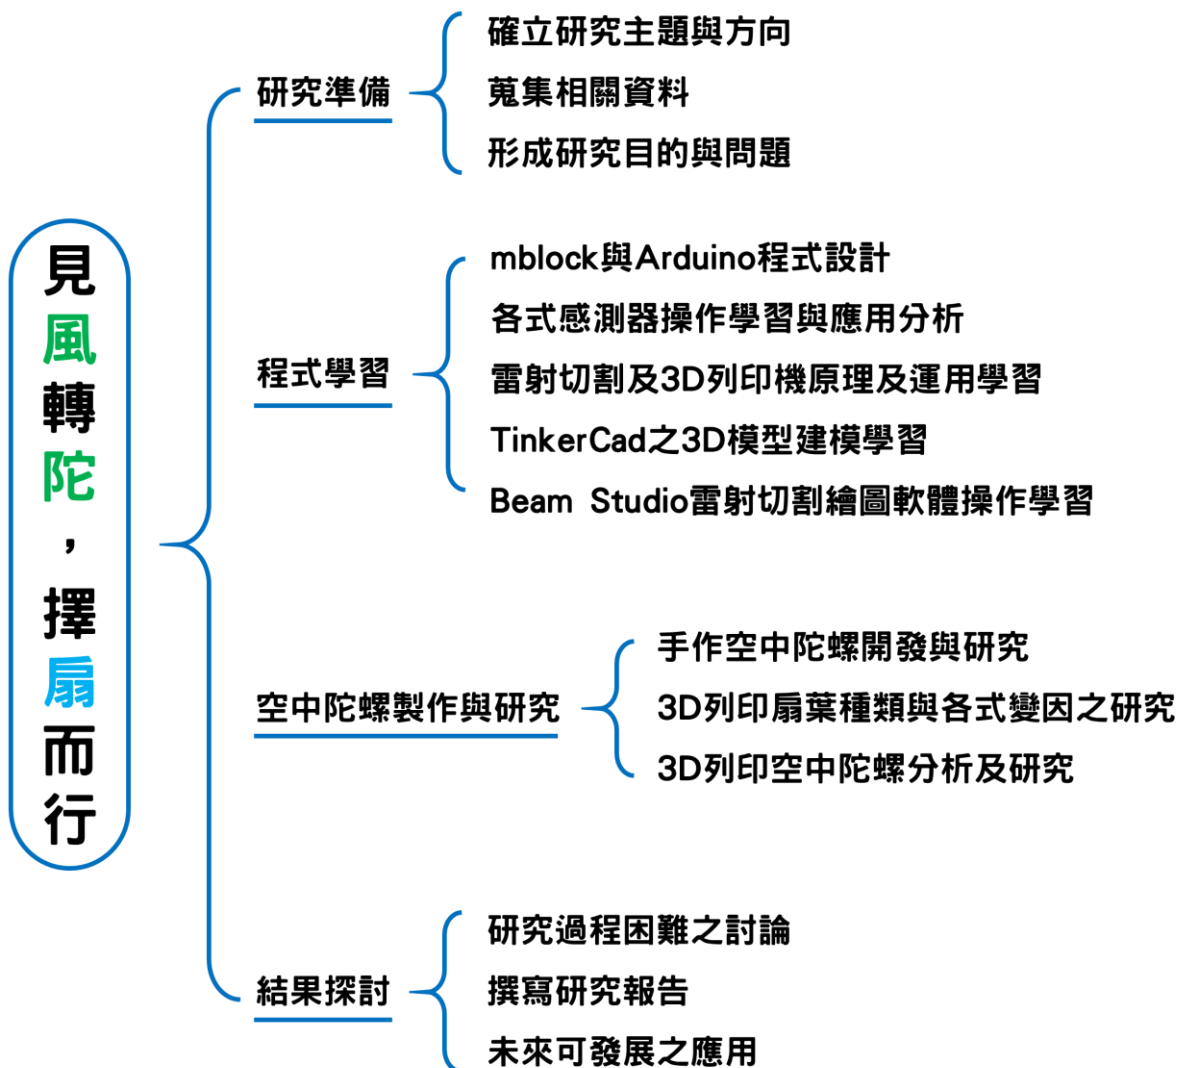 見風轉陀，擇扇而行
研究準備
確立研究主題與方向
蒐集相關資料
形成研究目的與問題
程式學習
mblock與Arduino程式設計
各式感測器操作學習與應用分析
雷射切割及3D列印機原理及運用學習
TinkerCad之3D模型建模學習
Beam Studio雷射切割繪圖軟體操作學習
空中陀螺製作與研究
手作空中陀螺開發與研究
3D列印扇葉種類與各式變因之研究
3D列印空中陀螺分析及研究
結果探討
研究過程困難之討論
撰寫研究報告
未來可發展之應用